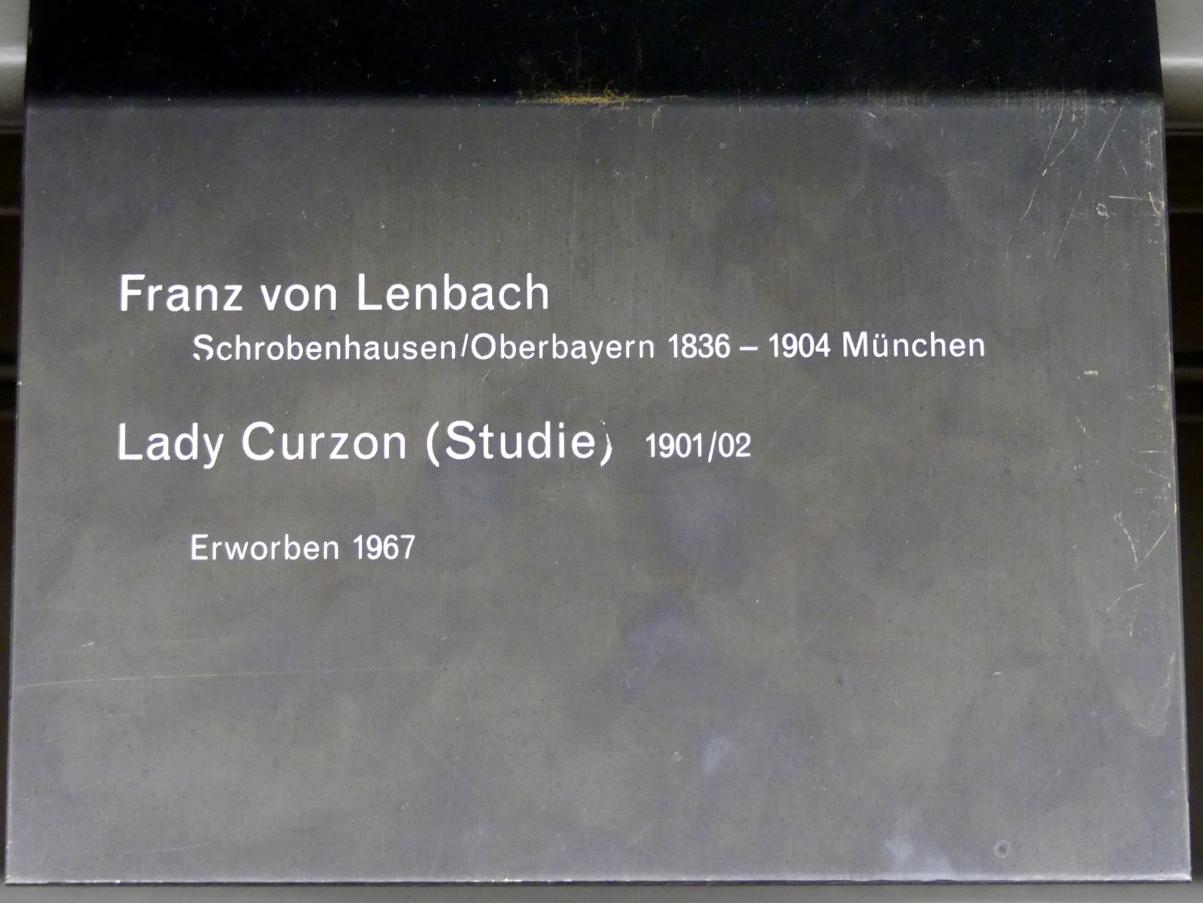 Franz von Lenbach
Schrobenhausen/Oberbayern 1836 – 1904 München
Lady Curzon (Studie) 1901/02
Erworben 1967